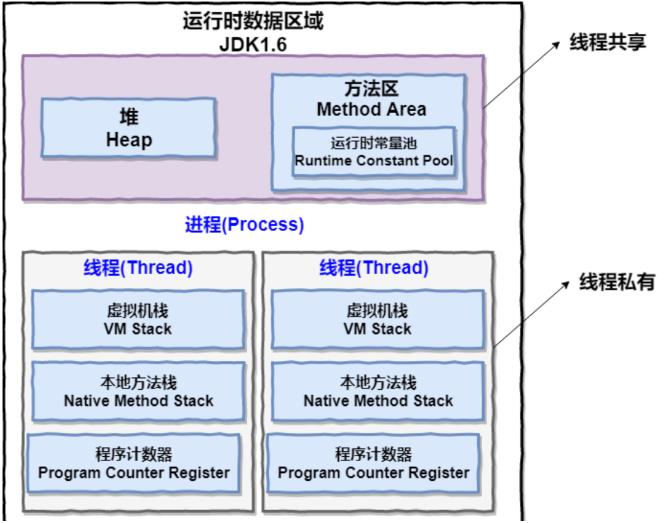 运行时数据区域
JDK1.6
线程共享
堆
Heap
方法区
Method Area
运行时常量池
Runtime Constant Pool
进程(Process)
线程(Thread)
虚拟机栈
VM Stack
本地方法栈
Native Method Stack
程序计数器
Program Counter Register
线程(Thread)
虚拟机栈
VM Stack
本地方法栈
Native Method Stack
程序计数器
Program Counter Register
线程私有